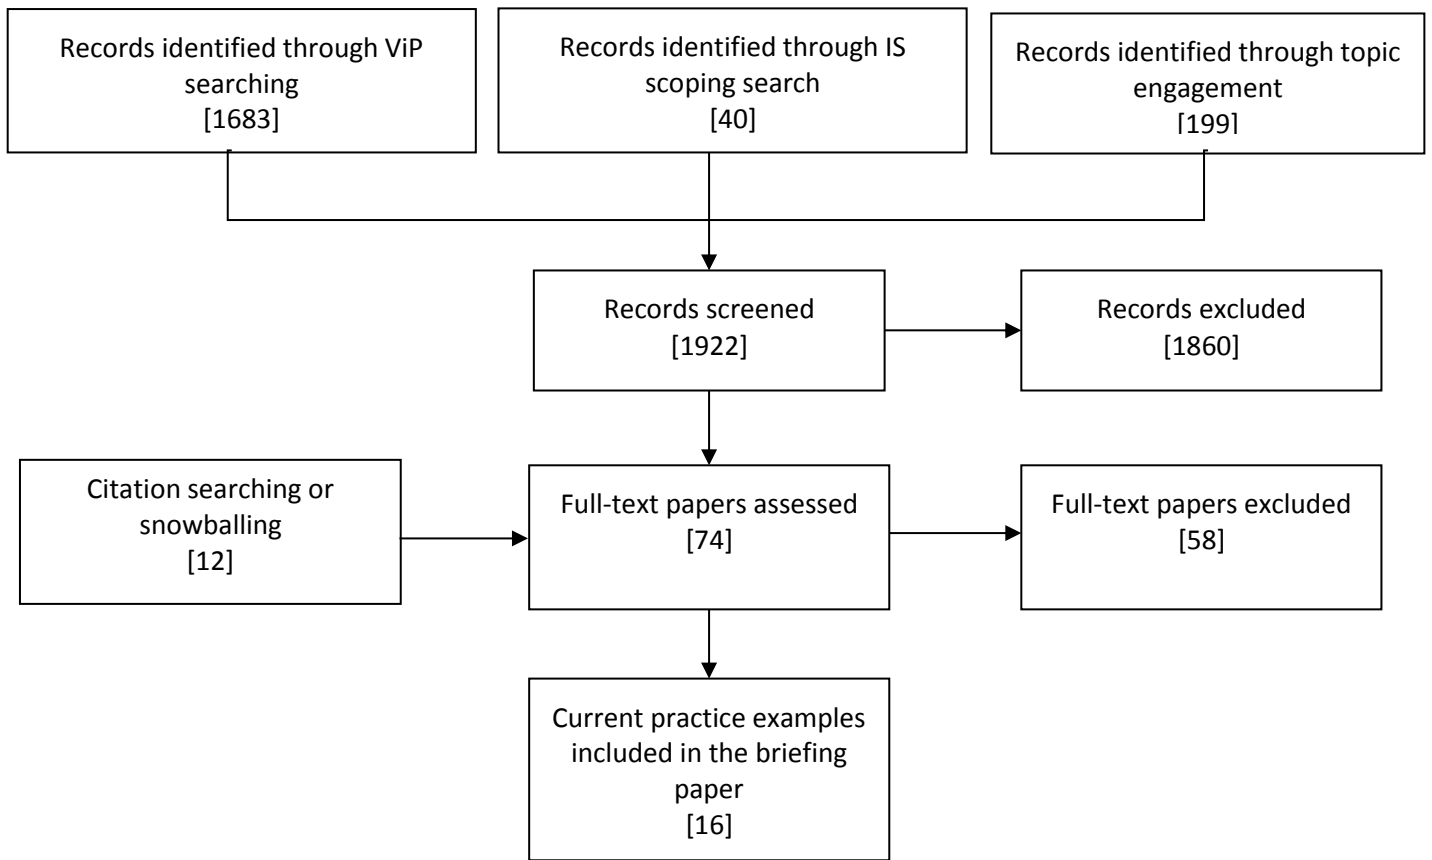 Records identified through ViP
searching
[1683]
Records identified through IS
scoping search
[40]
Records identified through topic
engagement
[199]
Records screened
[1922]
Records excluded
[1860]
Citation searching or
snowballing
[12]
Full-text papers assessed
[74]
Full-text papers excluded
[58]
Current practice examples
included in the briefing
paper
[16]